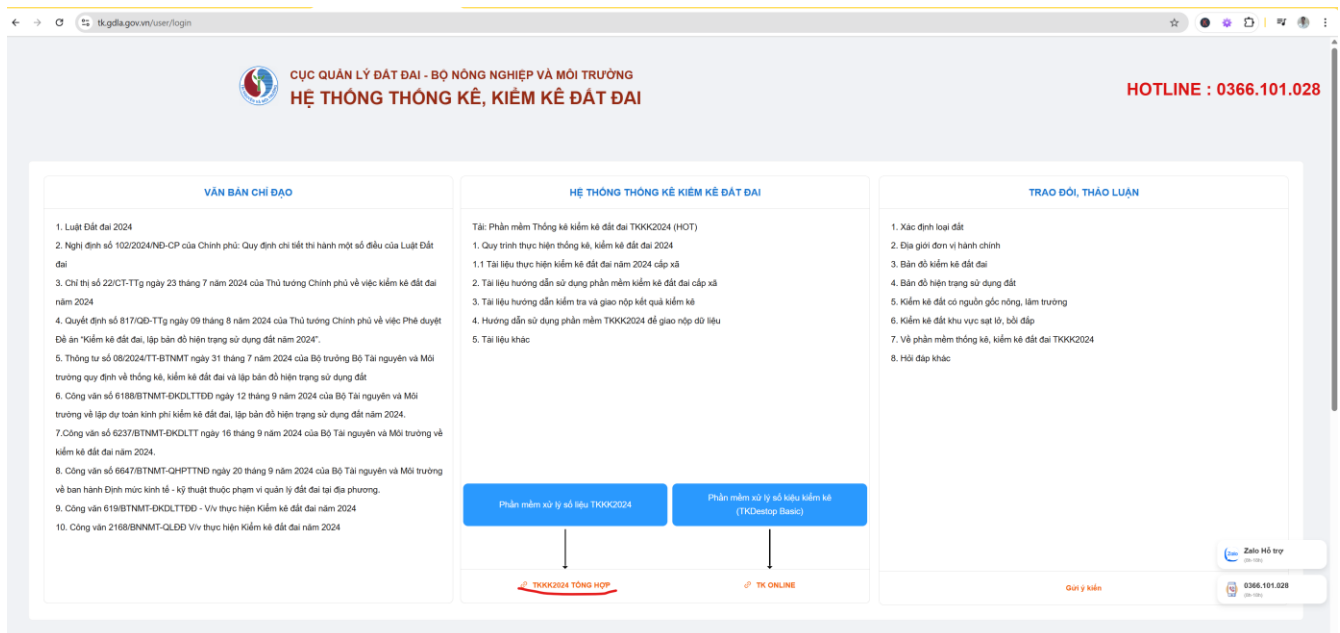 tk.gdla.gov.vn/user/login
CỤC QUẢN LÝ ĐẤT ĐAI - BỘ NÔNG NGHIỆP VÀ MÔI TRƯỜNG
HỆ THỐNG THỐNG KÊ, KIỂM KÊ ĐẤT ĐAI
HOTLINE : 0366.101.028
VĂN BẢN CHỈ ĐẠO
1. Luật Đất đai 2024
2. Nghị định số 102/2024/NĐ-CP của Chính phủ: Quy định chi tiết thi hành một số điều của Luật Đất
đai
3. Chỉ thị số 22/CT-TTg ngày 23 tháng 7 năm 2024 của Thủ tướng Chính phủ về việc kiểm kê đất đai
năm 2024
4. Quyết định số 817/QĐ-TTg ngày 09 tháng 8 năm 2024 của Thủ tướng Chính phủ về việc Phê duyệt
Đề án "Kiểm kê đất đai, lập bản đồ hiện trạng sử dụng đất năm 2024".
5. Thông tư số 08/2024/TT-BTNMT ngày 31 tháng 7 năm 2024 của Bộ trưởng Bộ Tài nguyên và Môi
trường quy định về thống kê, kiểm kê đất đai và lập bản đồ hiện trạng sử dụng đất
6. Công văn số 6188/BTNMT-ĐKDLTTĐĐ ngày 12 tháng 9 năm 2024 của Bộ Tài nguyên và Môi
trường về lập dự toán kinh phí kiểm kê đất đai, lập bản đồ hiện trạng sử dụng đất năm 2024.
7.Công văn số 6237/BTNMT-ĐKDLTT ngày 16 tháng 9 năm 2024 của Bộ Tài nguyên và Môi trường về
kiểm kê đất đai năm 2024.
8. Công văn số 6647/BTNMT-QHPTTNĐ ngày 20 tháng 9 năm 2024 của Bộ Tài nguyên và Môi trường
về ban hành Định mức kinh tế - kỹ thuật thuộc phạm vi quản lý đất đai tại địa phương.
9. Công văn 619/BTNMT-ĐKDLTTĐĐ - V/v thực hiện Kiểm kê đất đai năm 2024
10. Công văn 2168/BNNMT-QLĐĐ V/v thực hiện Kiểm kê đất đai năm 2024
HỆ THỐNG THỐNG KÊ KIỂM KÊ ĐẤT ĐAI
Tải: Phần mềm Thống kê kiểm kê đất đai TKKK2024 (HOT)
1. Quy trình thực hiện thống kê, kiểm kê đất đai 2024
1.1 Tài liệu thực hiện kiểm kê đất đai năm 2024 cấp xã
2. Tài liệu hướng dẫn sử dụng phần mềm kiểm kê đất đai cấp xã
3. Tài liệu hướng dẫn kiểm tra và giao nộp kết quả kiểm kê
4. Hướng dẫn sử dụng phần mềm TKKK2024 để giao nộp dữ liệu
5. Tài liệu khác
Phần mềm xử lý số liệu TKKK2024
Phần mềm xử lý số kiệu kiểm kê
(TKDestop Basic)
TKKK2024 TỔNG HỢP
TK ONLINE
TRAO ĐỔI, THẢO LUẬN
1. Xác định loại đất
2. Địa giới đơn vị hành chính
3. Bản đồ kiểm kê đất đai
4. Bản đồ hiện trạng sử dụng đất
5. Kiểm kê đất có nguồn gốc nông, lâm trường
6. Kiểm kê đất khu vực sạt lở, bồi đắp
7. Về phần mềm thống kê, kiểm kê đất đai TKKK2024
8. Hỏi đáp khác
Gửi ý kiến
Zalo Hỗ trợ
0366.101.028